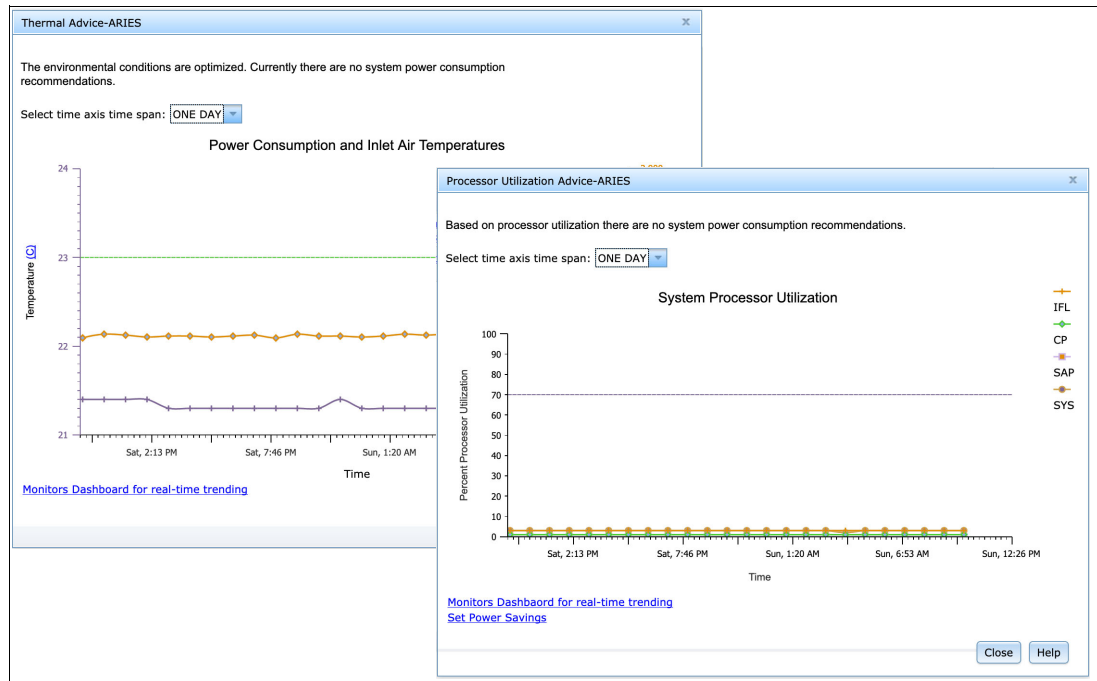 Thermal Advice-ARIES
x
The environmental conditions are optimized. Currently there are no system power consumption
recommendations.
Select time axis time span: ONE DAY
Power Consumption and Inlet Air Temperatures
24
23
22
21
Temperature (C)
Sat, 2:13 PM
Sat, 7:46 PM
Sun, 1:20 AM
Time
Monitors Dashboard for real-time trending
Processor Utilization Advice-ARIES
x
Based on processor utilization there are no system power consumption recommendations.
Select time axis time span: ONE DAY
System Processor Utilization
IFL
CP
SAP
SYS
100
90
80
70
60
50
40
30
20
10
0
Percent Processor Utilization
Sat, 2:13 PM
Sat, 7:46 PM
Sun, 1:20 AM
Sun, 6:53 AM
Sun, 12:26 PM
Time
Monitors Dashbaord for real-time trending
Set Power Savings
Close
Help